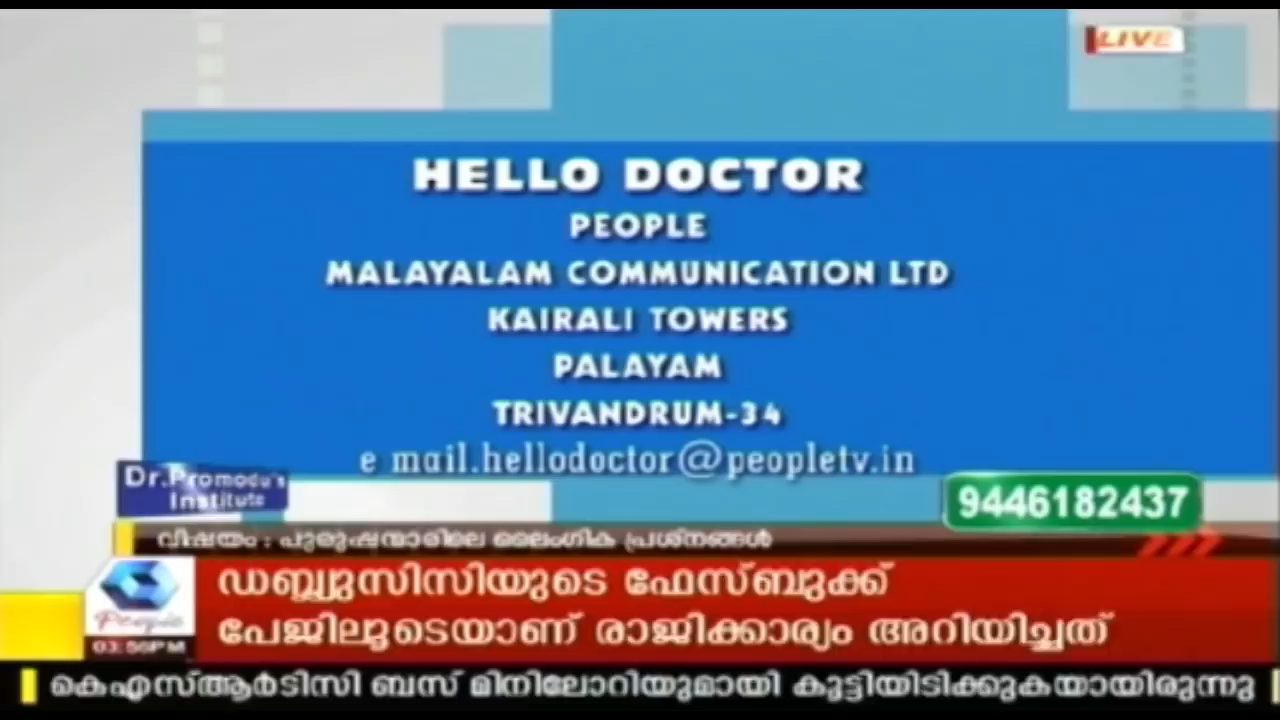 LIVE
HELLO DOCTOR
PEOPLE
MALAYALAM COMMUNICATION LTD
KAIRALI TOWERS
PALAYAM
TRIVANDRUM-34
e mail.hellodoctor@peopletv.in
Dr.Promodu's
Institute
9446182437
വിഷയം : പുരുഷന്മാരിലെ ലൈംഗിക പ്രശ്നങ്ങൾ
ഡബ്ല്യുസിസിയുടെ ഫേസ്ബുക്ക്
പേജിലൂടെയാണ് രാജിക്കാര്യം അറിയിച്ചത്
People
03:56PM
കെഎസ്ആർടിസി ബസ് മിനിലോറിയുമായി കൂട്ടിയിടിക്കുകയായിരുന്നു